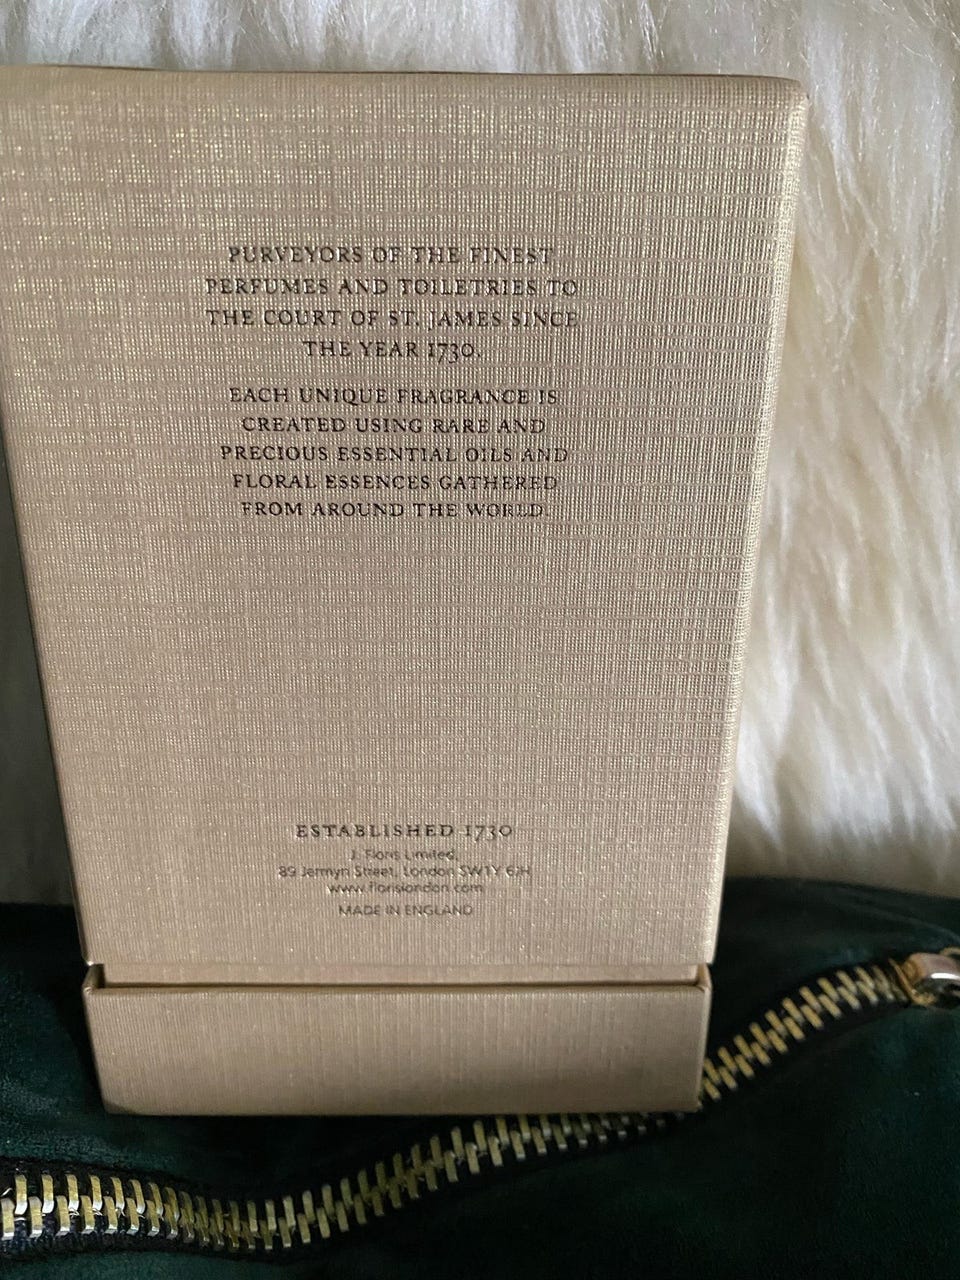 PURVEYORS OF THE FINEST
PERFUMES AND TOILETRIES TO
THE COURT OF ST. JAMES SINCE
THE YEAR 1730.
EACH UNIQUE FRAGRANCE IS
CREATED USING RARE AND
PRECIOUS ESSENTIAL OILS AND
FLORAL ESSENCES GATHERED
FROM AROUND THE WORLD.
ESTABLISHED 1730
J. Floris Limited,
89 Jermyn Street, London SW1Y 6JH
www.florislondon.com
MADE IN ENGLAND